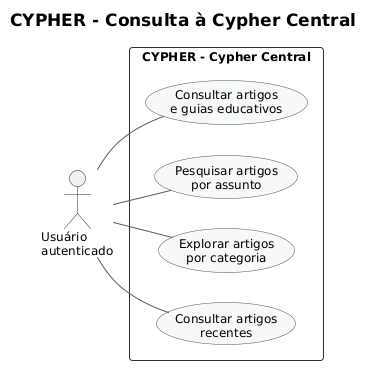 CYPHER - Consulta à Cypher Central
CYPHER - Cypher Central
Consultar artigos
e guias educativos
Pesquisar artigos
por assunto
Usuário
autenticado
Explorar artigos
por categoria
Consultar artigos
recentes